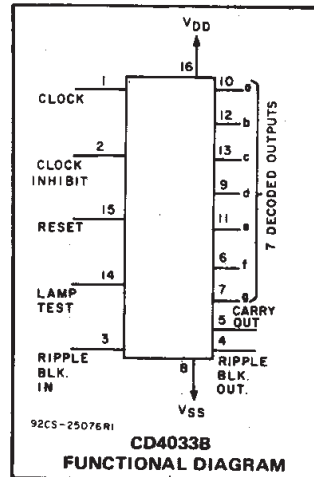 VDD
16
1
CLOCK
10 a
12 b
2
CLOCK
INHIBIT
13 c
9 d
15
RESET
11 e
6 f
14
LAMP
TEST
7 g
7 DECODED OUTPUTS
CARRY
OUT
5
3
RIPPLE
BLK.
IN
4
RIPPLE
BLK.
OUT.
8
VSS
92CS-25076R1
CD4033B
FUNCTIONAL DIAGRAM